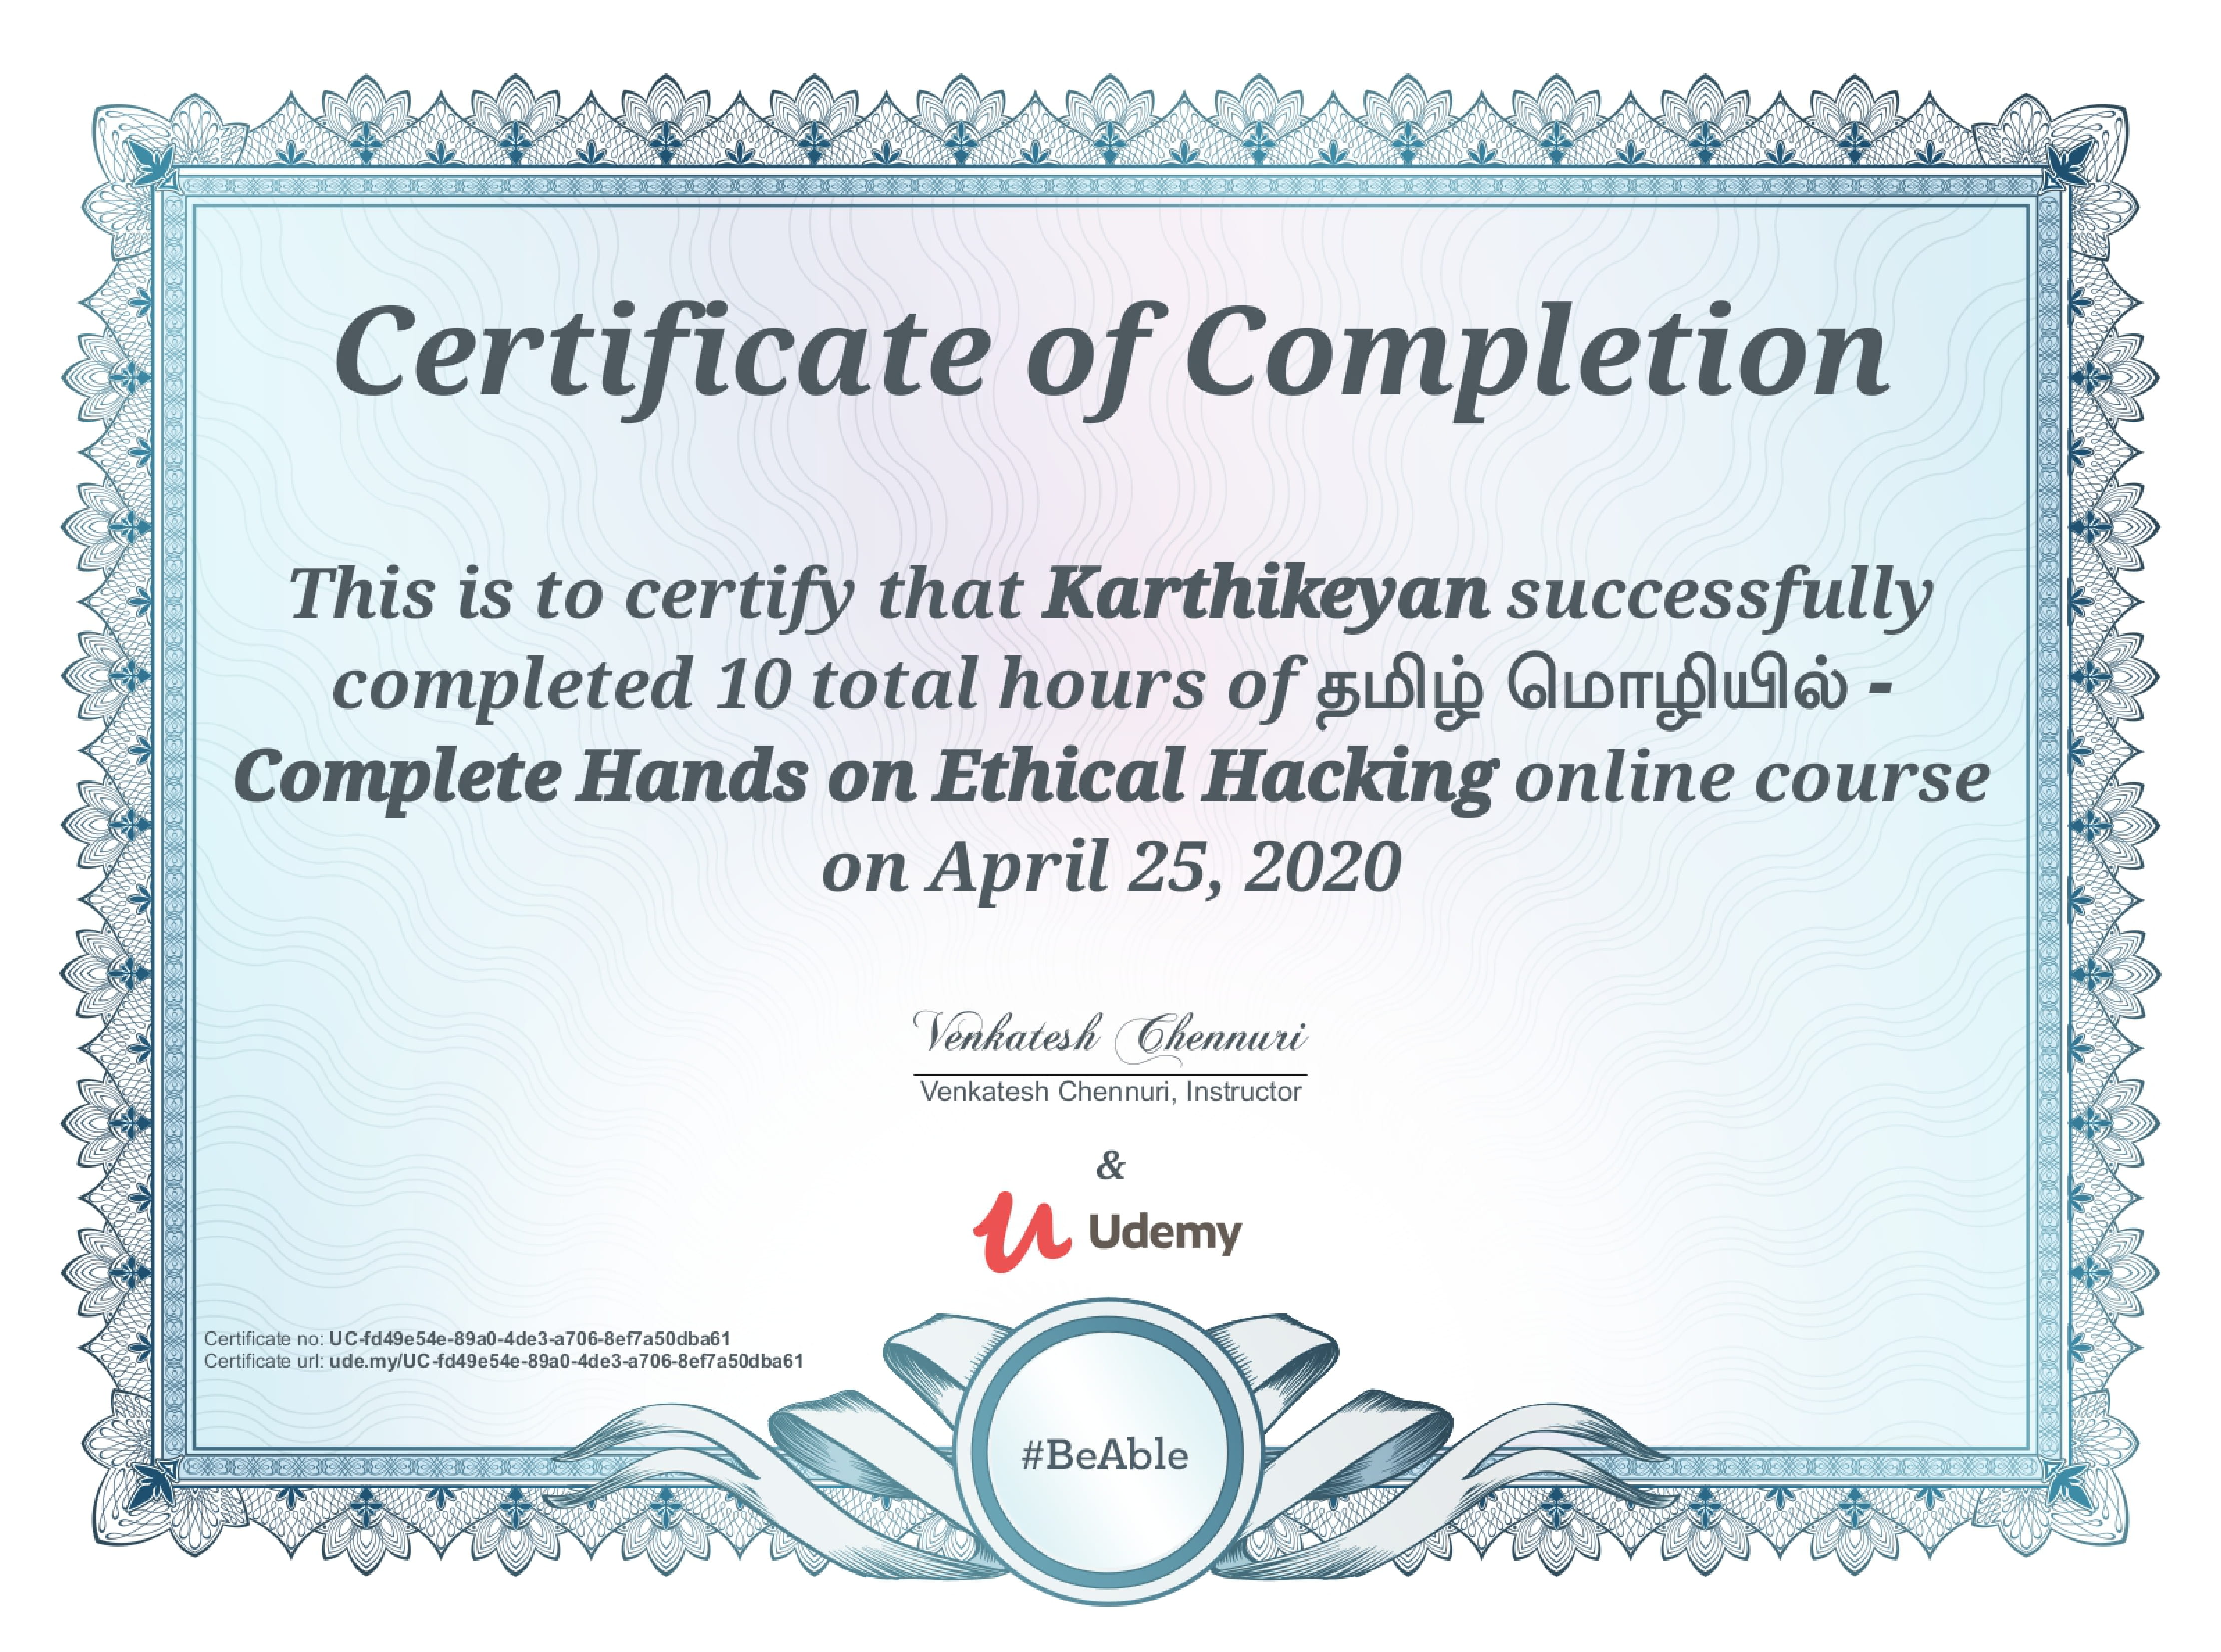 Certificate of Completion
This is to certify that Karthikeyan successfully
completed 10 total hours of தமிழ் மொழியில் -
Complete Hands on Ethical Hacking online course
on April 25, 2020
Venkatesh Chennuri
Venkatesh Chennuri, Instructor
&
Udemy
Certificate no: UC-fd49e54e-89a0-4de3-a706-8ef7a50dba61
Certificate url: ude.my/UC-fd49e54e-89a0-4de3-a706-8ef7a50dba61
#BeAble